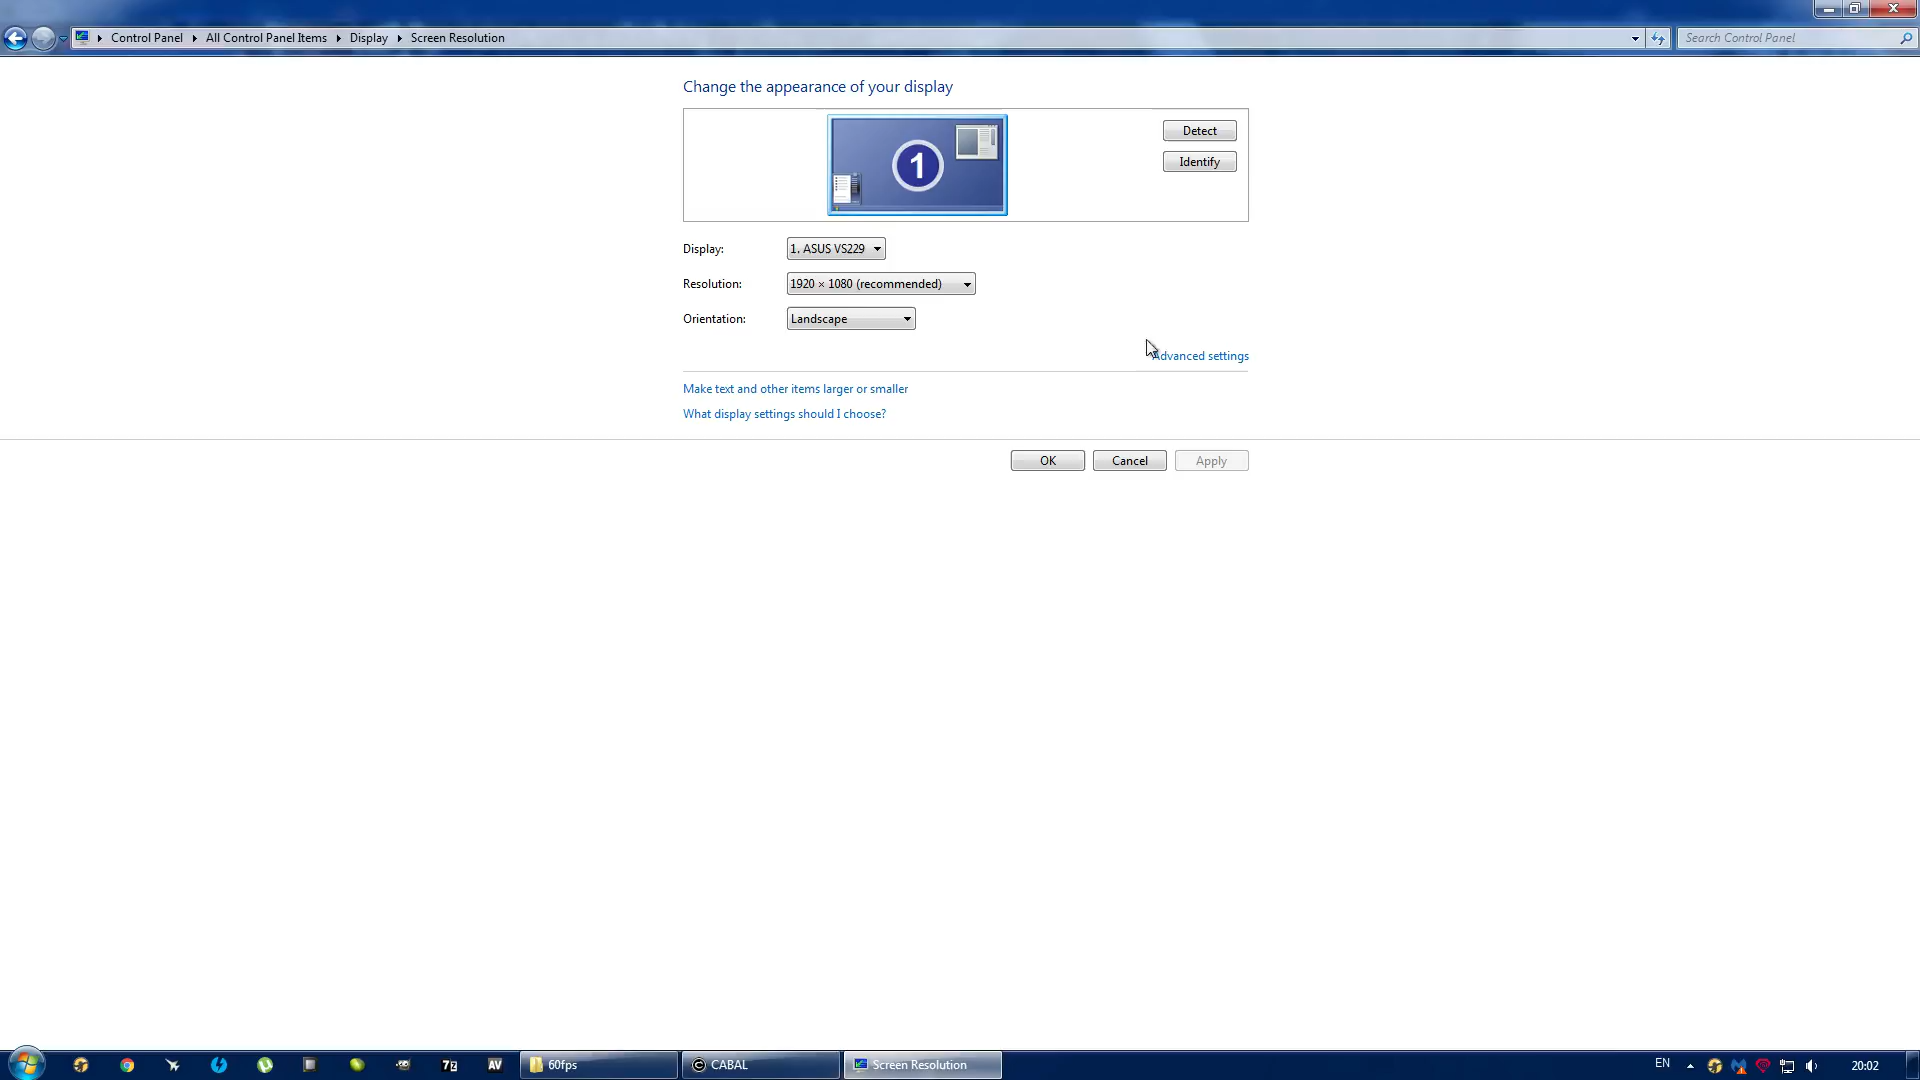 Control Panel All Control Panel Items Display Screen Resolution
Search Control Panel
Change the appearance of your display
1
Detect
Identify
Display: 1. ASUS VS229
Resolution: 1920 × 1080 (recommended)
Orientation: Landscape
Advanced settings
Make text and other items larger or smaller
What display settings should I choose?
OK Cancel Apply
7z AV 60fps CABAL Screen Resolution EN 20:02